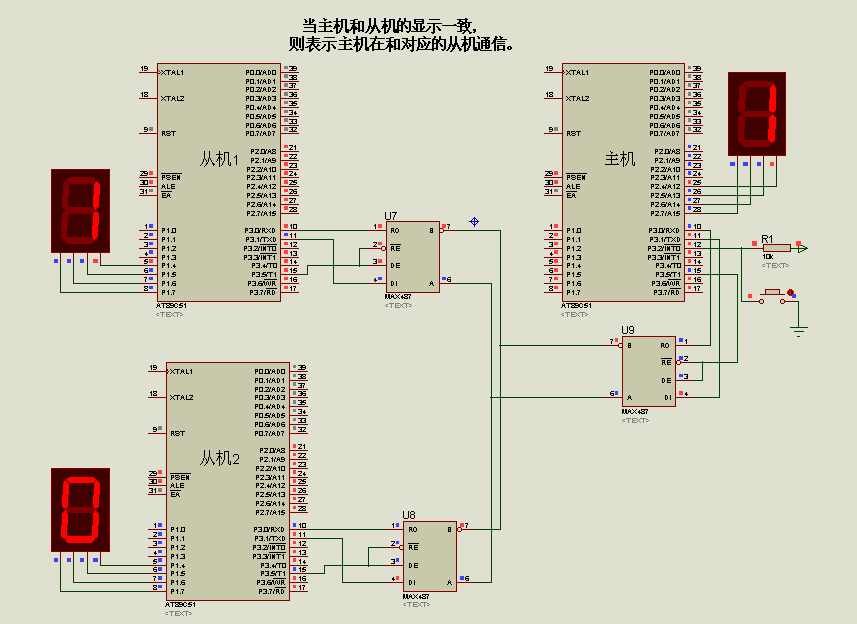 当主机和从机的显示一致，
则表示主机在和对应的从机通信。
从机1
19 XTAL1
18 XTAL2
9 RST
29 PSEN
30 ALE
31 EA
1 P1.0
2 P1.1
3 P1.2
4 P1.3
5 P1.4
6 P1.5
7 P1.6
8 P1.7
P0.0/AD0 39
P0.1/AD1 38
P0.2/AD2 37
P0.3/AD3 36
P0.4/AD4 35
P0.5/AD5 34
P0.6/AD6 33
P0.7/AD7 32
P2.0/A8 21
P2.1/A9 22
P2.2/A10 23
P2.3/A11 24
P2.4/A12 25
P2.5/A13 26
P2.6/A14 27
P2.7/A15 28
P3.0/RXD 10
P3.1/TXD 11
P3.2/INT0 12
P3.3/INT1 13
P3.4/T0 14
P3.5/T1 15
P3.6/WR 16
P3.7/RD 17
AT89C51
<TEXT>
1
U7
1 RO
2 RE
3 DE
4 DI
B 7
A 6
MAX487
<TEXT>
主机
19 XTAL1
18 XTAL2
9 RST
29 PSEN
30 ALE
31 EA
1 P1.0
2 P1.1
3 P1.2
4 P1.3
5 P1.4
6 P1.5
7 P1.6
8 P1.7
P0.0/AD0 39
P0.1/AD1 38
P0.2/AD2 37
P0.3/AD3 36
P0.4/AD4 35
P0.5/AD5 34
P0.6/AD6 33
P0.7/AD7 32
P2.0/A8 21
P2.1/A9 22
P2.2/A10 23
P2.3/A11 24
P2.4/A12 25
P2.5/A13 26
P2.6/A14 27
P2.7/A15 28
P3.0/RXD 10
P3.1/TXD 11
P3.2/INT0 12
P3.3/INT1 13
P3.4/T0 14
P3.5/T1 15
P3.6/WR 16
P3.7/RD 17
AT89C51
<TEXT>
1
R1
10k
<TEXT>
U9
7 B
6 A
RO 1
RE 2
DE 3
DI 4
MAX487
<TEXT>
从机2
19 XTAL1
18 XTAL2
9 RST
29 PSEN
30 ALE
31 EA
1 P1.0
2 P1.1
3 P1.2
4 P1.3
5 P1.4
6 P1.5
7 P1.6
8 P1.7
P0.0/AD0 39
P0.1/AD1 38
P0.2/AD2 37
P0.3/AD3 36
P0.4/AD4 35
P0.5/AD5 34
P0.6/AD6 33
P0.7/AD7 32
P2.0/A8 21
P2.1/A9 22
P2.2/A10 23
P2.3/A11 24
P2.4/A12 25
P2.5/A13 26
P2.6/A14 27
P2.7/A15 28
P3.0/RXD 10
P3.1/TXD 11
P3.2/INT0 12
P3.3/INT1 13
P3.4/T0 14
P3.5/T1 15
P3.6/WR 16
P3.7/RD 17
AT89C51
<TEXT>
0
U8
1 RO
2 RE
3 DE
4 DI
B 7
A 6
MAX487
<TEXT>